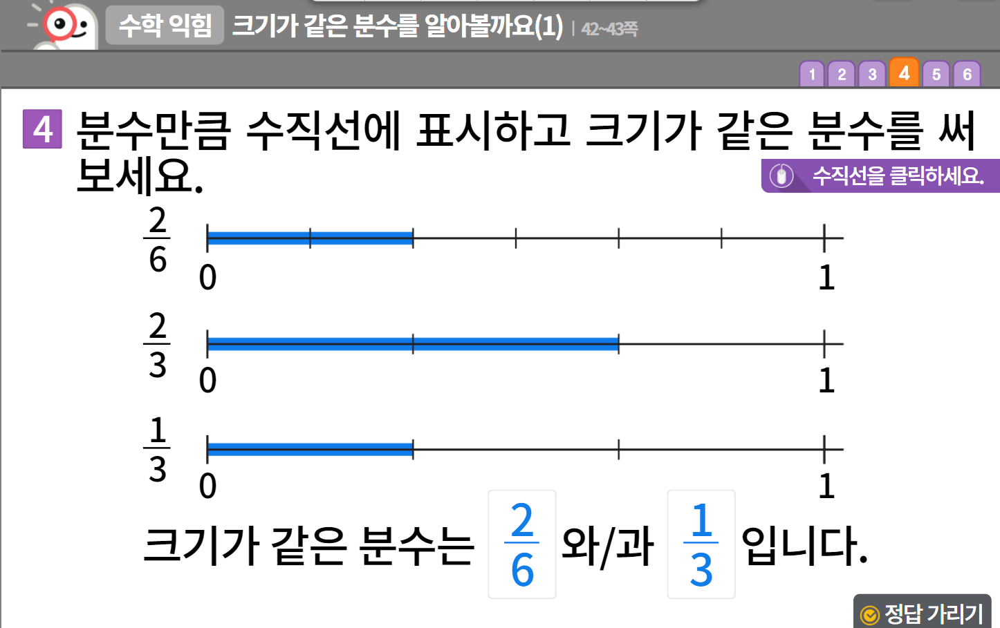 수학 익힘 크기가 같은 분수를 알아볼까요(1) | 42~43쪽
1 2 3 4 5 6
4 분수만큼 수직선에 표시하고 크기가 같은 분수를 써
보세요.
수직선을 클릭하세요.
2/6
0 1
2/3
0 1
1/3
0 1
크기가 같은 분수는 2/6 와/과 1/3 입니다.
정답 가리기